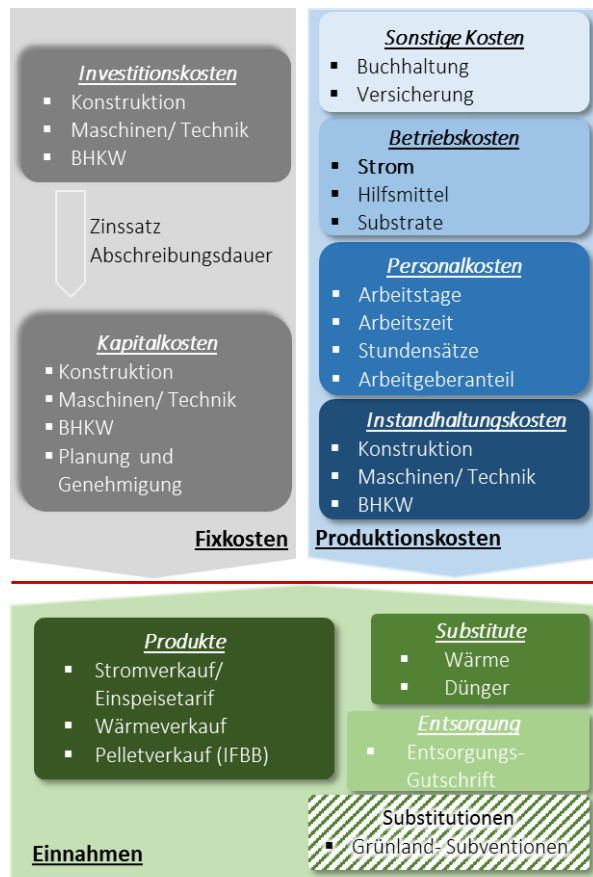 Investitionskosten
▪ Konstruktion
▪ Maschinen/ Technik
▪ BHKW
Zinssatz
Abschreibungsdauer
Kapitalkosten
▪ Konstruktion
▪ Maschinen/ Technik
▪ BHKW
▪ Planung und
Genehmigung
Fixkosten
Sonstige Kosten
▪ Buchhaltung
▪ Versicherung
Betriebskosten
▪ Strom
▪ Hilfsmittel
▪ Substrate
Personalkosten
▪ Arbeitstage
▪ Arbeitszeit
▪ Stundensätze
▪ Arbeitgeberanteil
Instandhaltungskosten
▪ Konstruktion
▪ Maschinen/ Technik
▪ BHKW
Produktionskosten
Produkte
▪ Stromverkauf/
Einspeisetarif
▪ Wärmeverkauf
▪ Pelletverkauf (IFBB)
Substitute
▪ Wärme
▪ Dünger
Entsorgung
▪ Entsorgungs-
Gutschrift
Substitutionen
▪ Grünland- Subventionen
Einnahmen